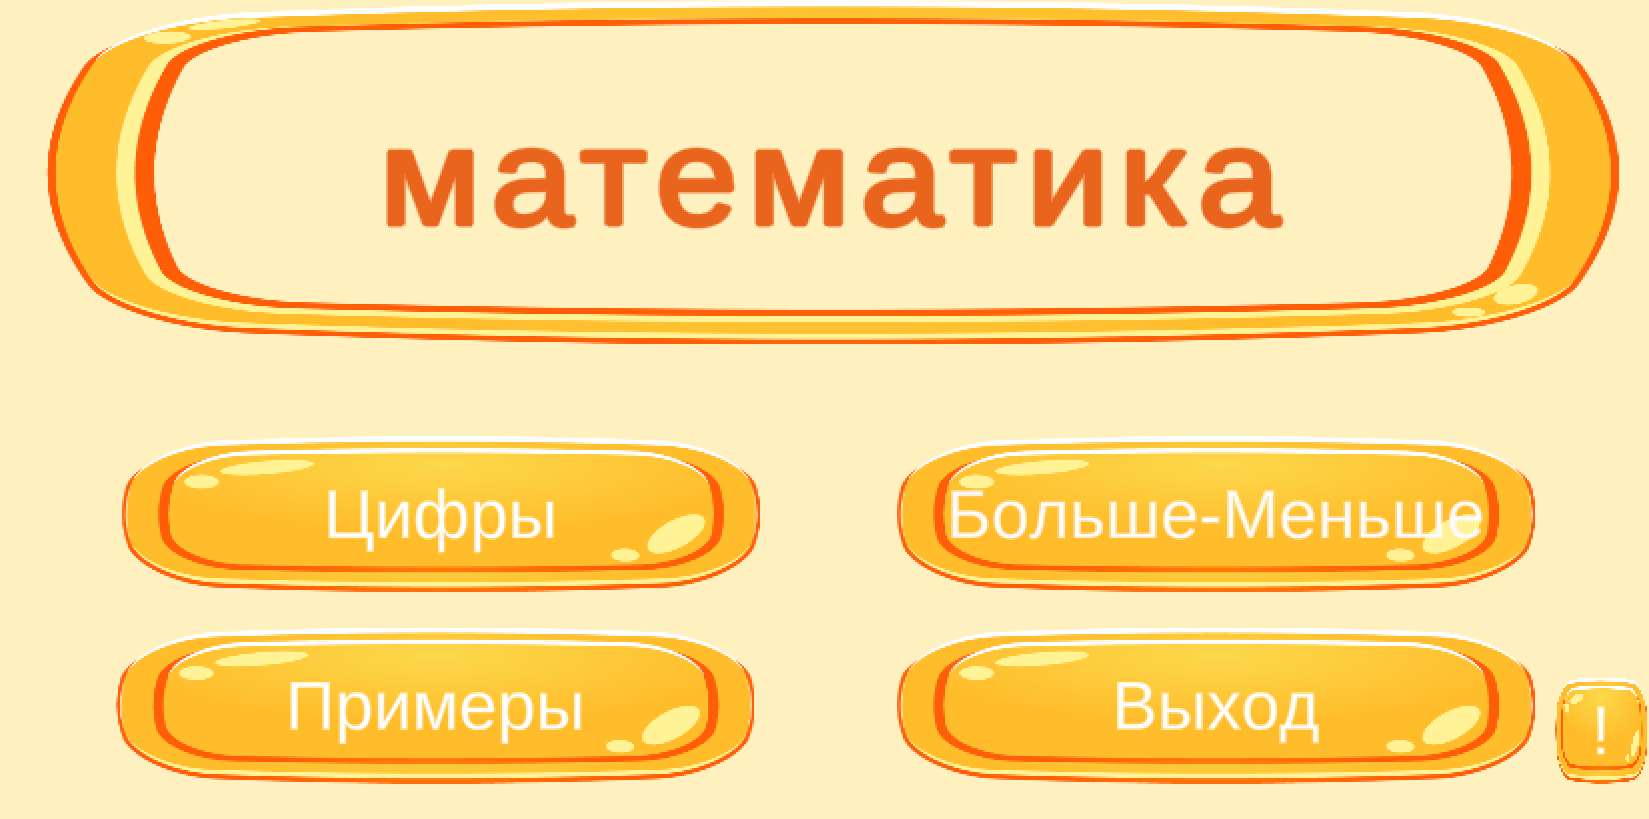 математика
Цифры
Больше-Меньше
Примеры
Выход
!